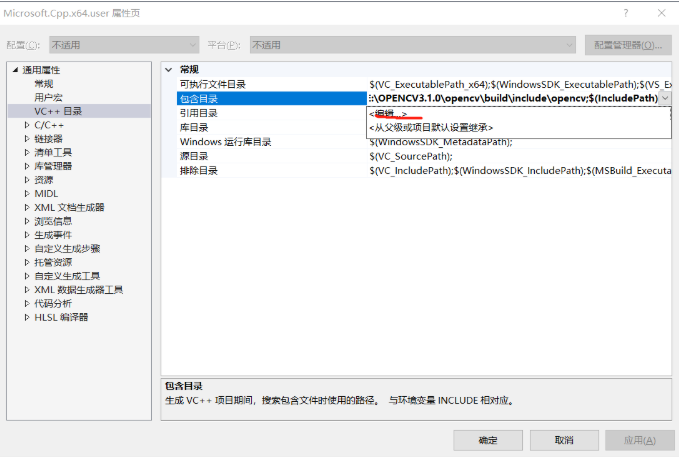 Microsoft.Cpp.x64.user 属性页
? ×
配置(C): 不适用 平台(P): 不适用 配置管理器(O)...
通用属性
常规
用户宏
VC++ 目录
C/C++
链接器
清单工具
库管理器
资源
MIDL
XML 文档生成器
浏览信息
生成事件
自定义生成步骤
托管资源
自定义生成工具
XML 数据生成器工具
代码分析
HLSL 编译器
常规
可执行文件目录 $(VC_ExecutablePath_x64);$(WindowsSDK_ExecutablePath);$(VS_Ex
包含目录 :\OPENCV3.1.0\opencv\build\include\opencv;$(IncludePath)
引用目录 <编辑...>
库目录 <从父级或项目默认设置继承>
Windows 运行库目录 $(WindowsSDK_MetadataPath);
源目录 $(VC_SourcePath);
排除目录 $(VC_IncludePath);$(WindowsSDK_IncludePath);$(MSBuild_Executa
包含目录
生成 VC++ 项目期间，搜索包含文件时使用的路径。 与环境变量 INCLUDE 相对应。
确定 取消 应用(A)